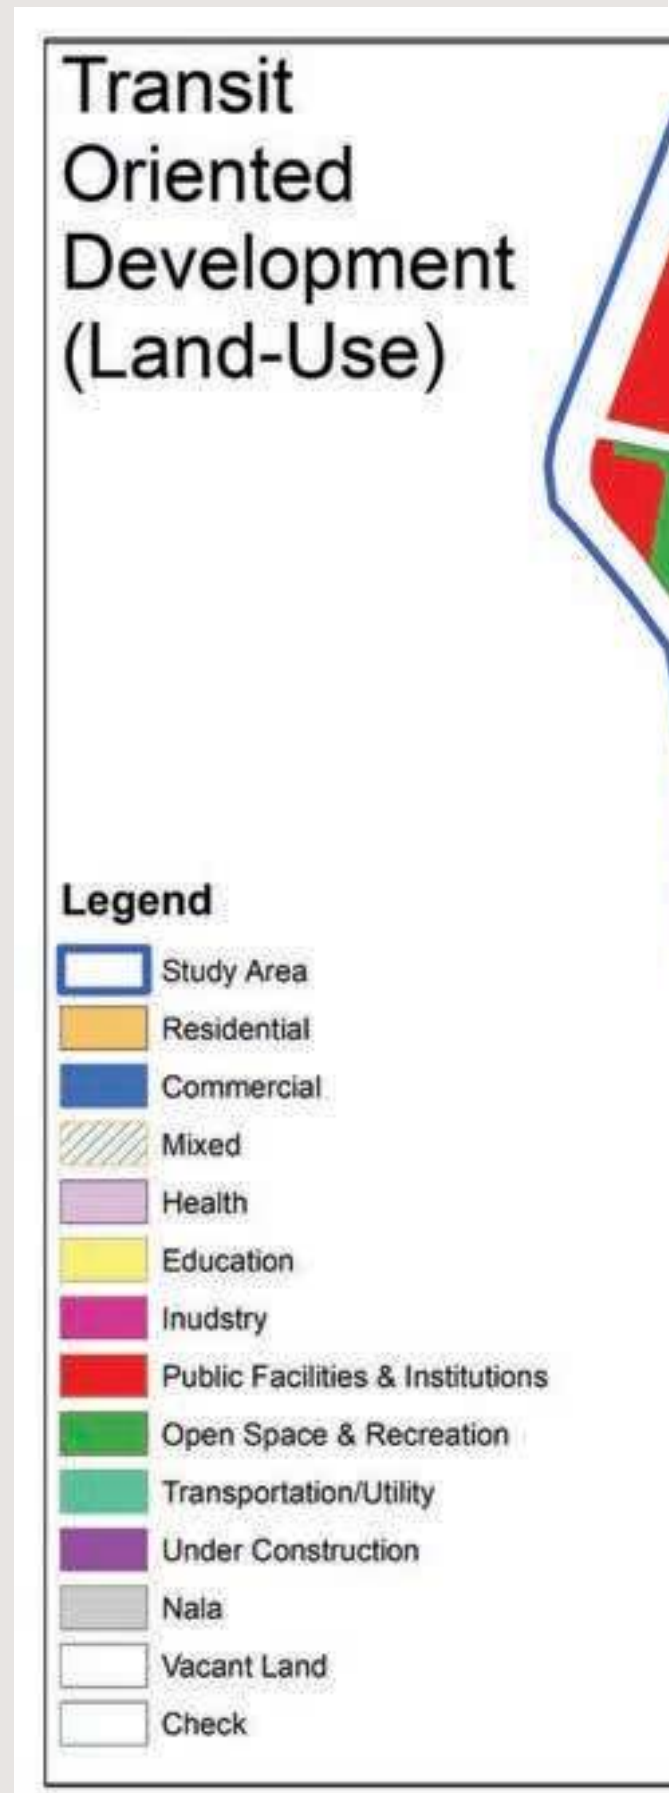 Transit
Oriented
Development
(Land-Use)
Legend
Study Area
Residential
Commercial
Mixed
Health
Education
Inudstry
Public Facilities & Institutions
Open Space & Recreation
Transportation/Utility
Under Construction
Nala
Vacant Land
Check